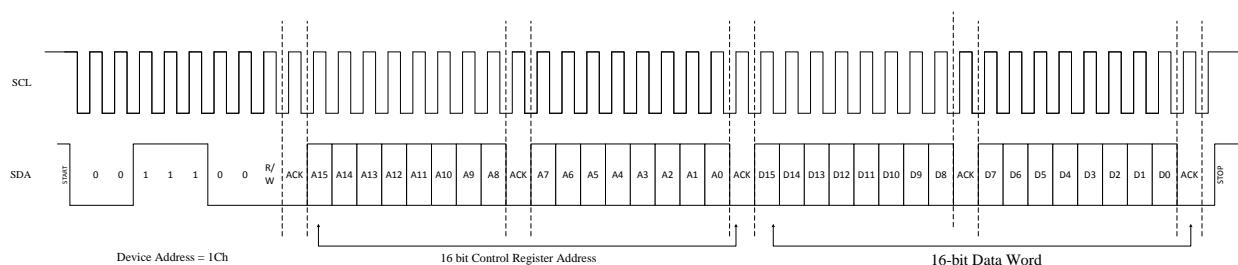 SCL
SDA
START 0 0 1 1 1 0 0 R/W ACK A15 A14 A13 A12 A11 A10 A9 A8 ACK A7 A6 A5 A4 A3 A2 A1 A0 ACK D15 D14 D13 D12 D11 D10 D9 D8 ACK D7 D6 D5 D4 D3 D2 D1 D0 ACK STOP
Device Address = 1Ch
16 bit Control Register Address
16-bit Data Word